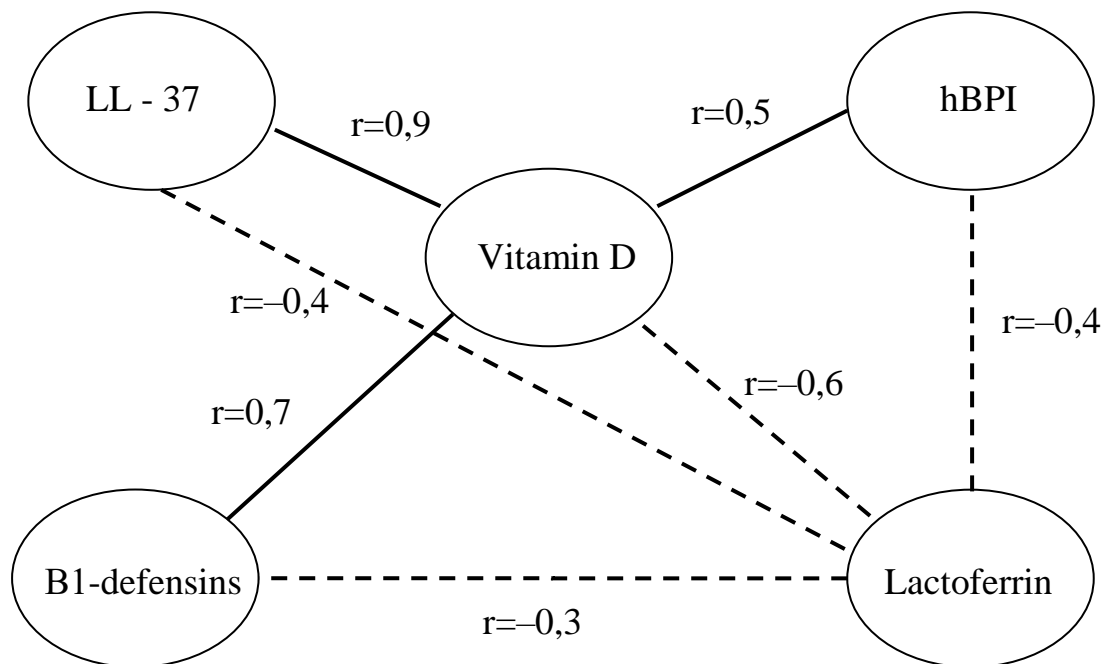 LL - 37
hBPI
r=0,9
r=0,5
Vitamin D
r=–0,4
r=–0,4
r=–0,6
r=0,7
B1-defensins
Lactoferrin
r=–0,3